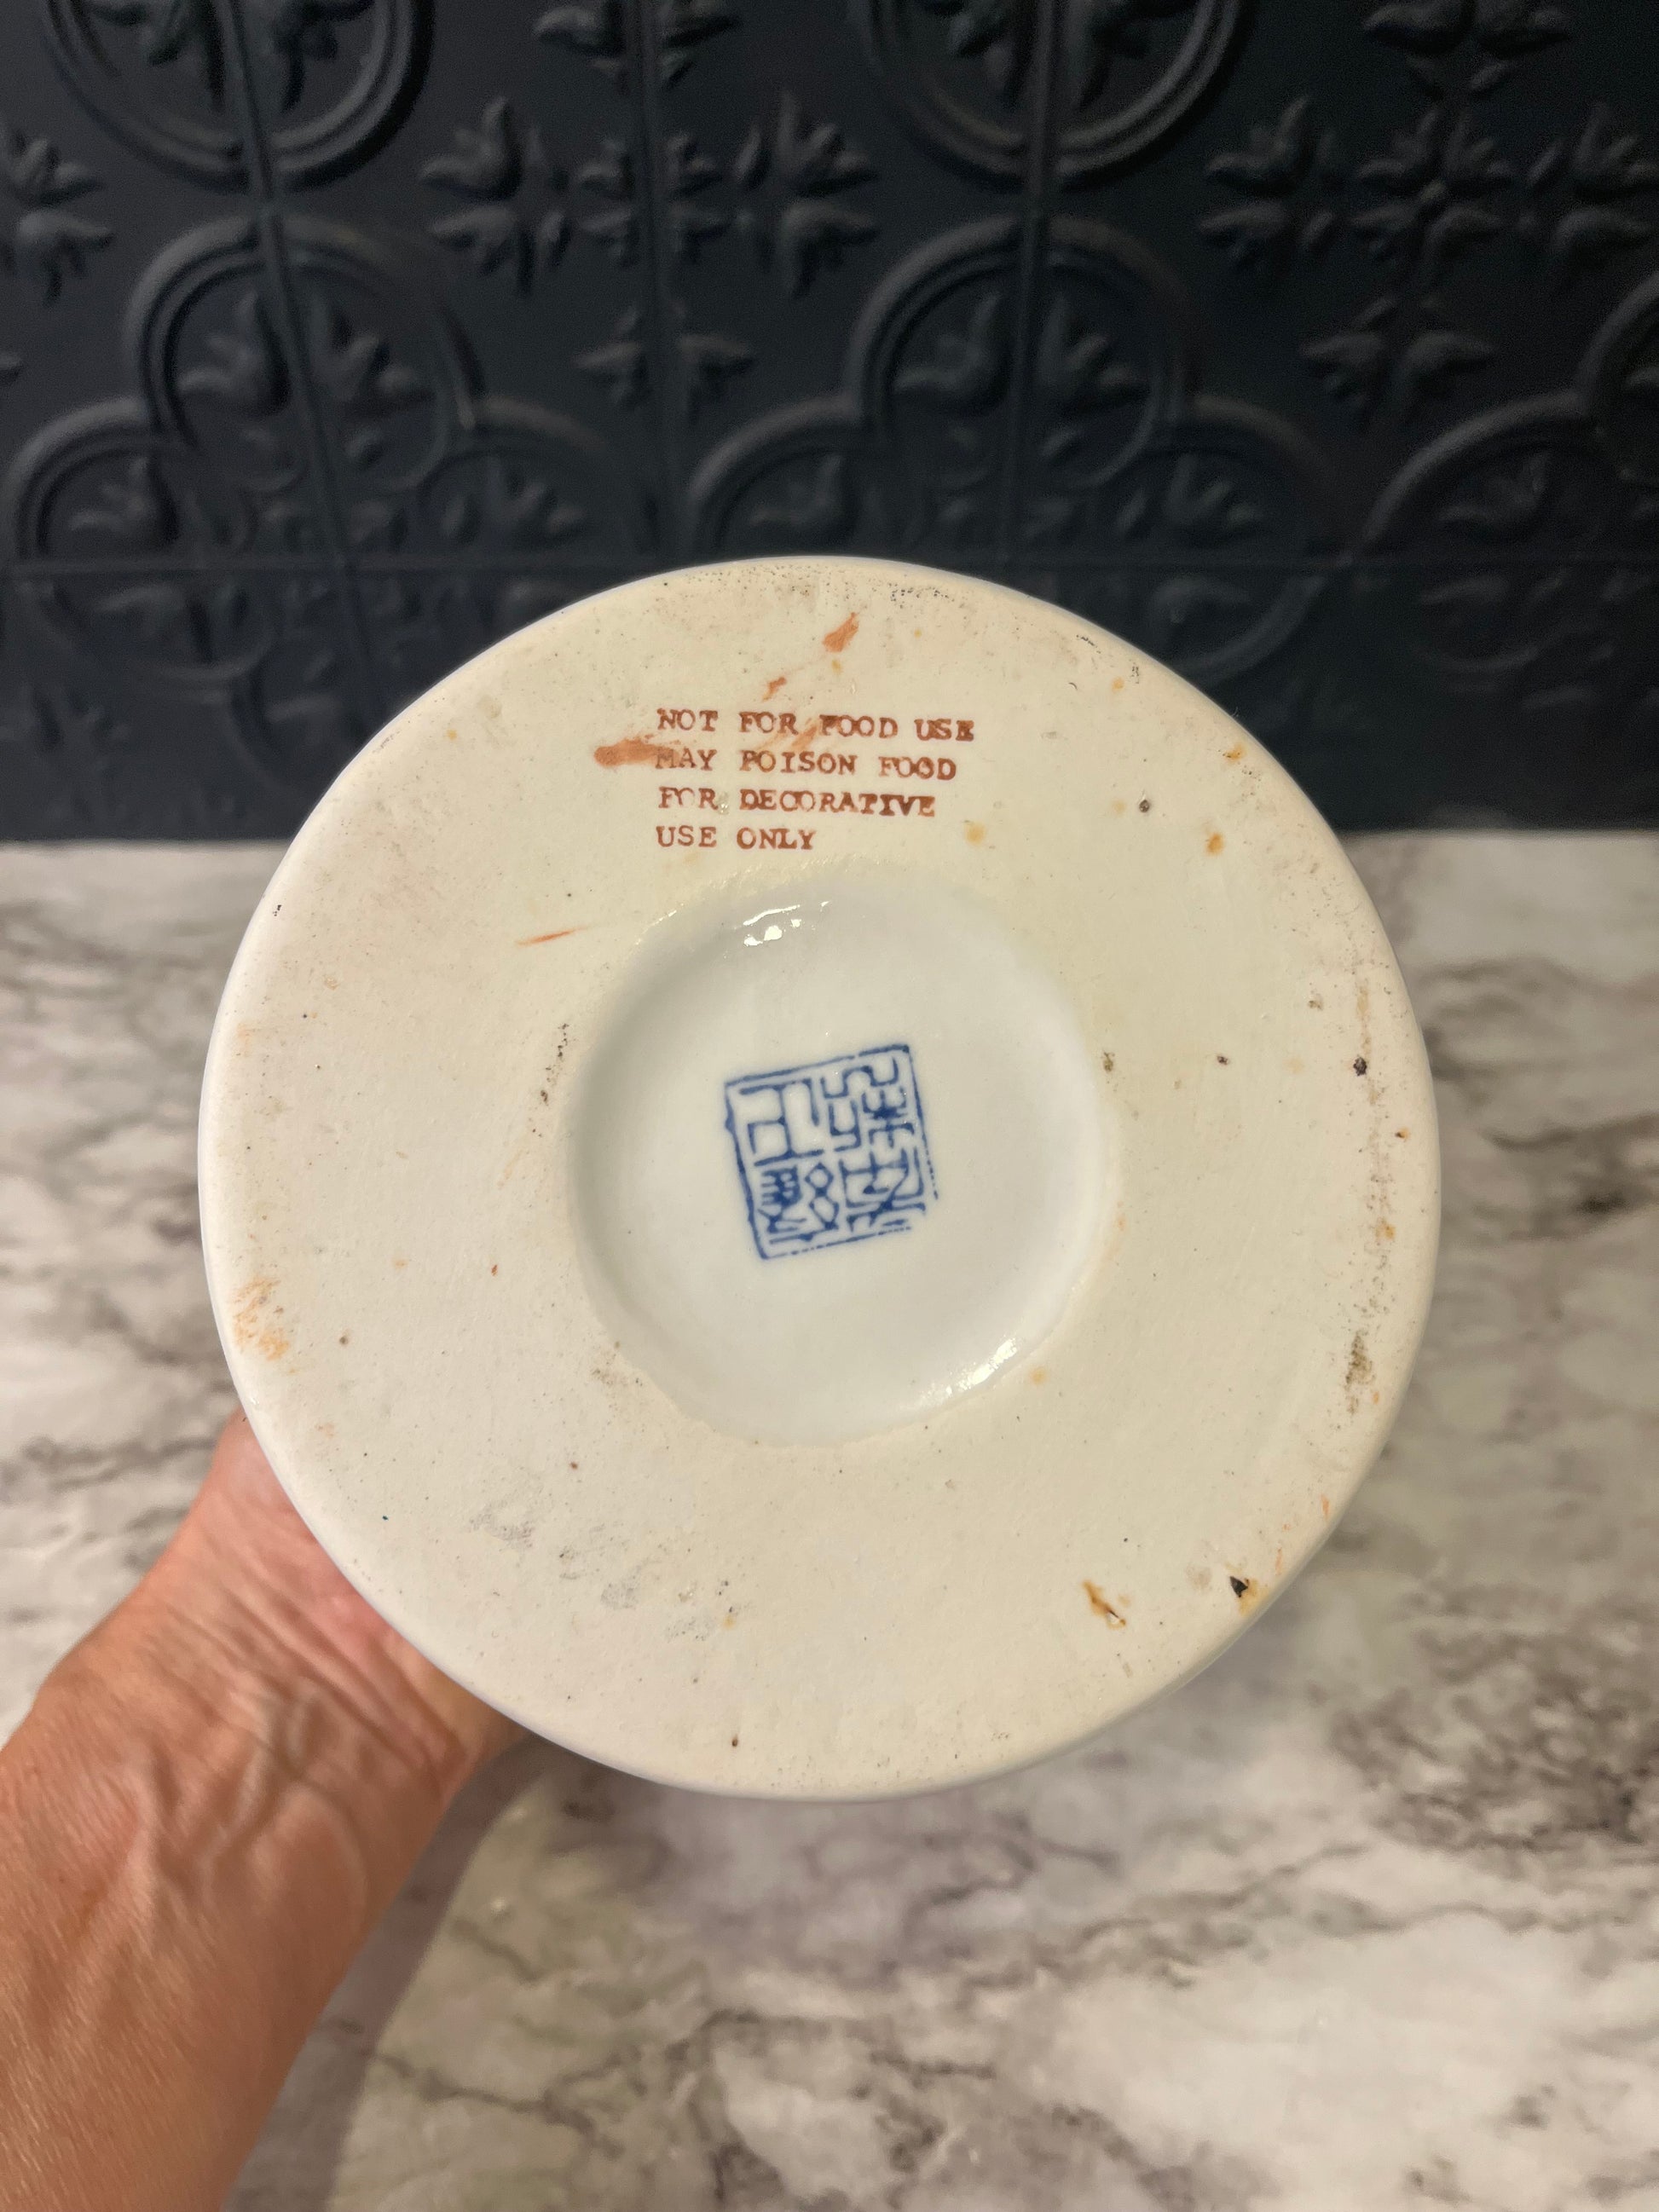 NOT FOR FOOD USE
MAY POISON FOOD
FOR DECORATIVE
USE ONLY